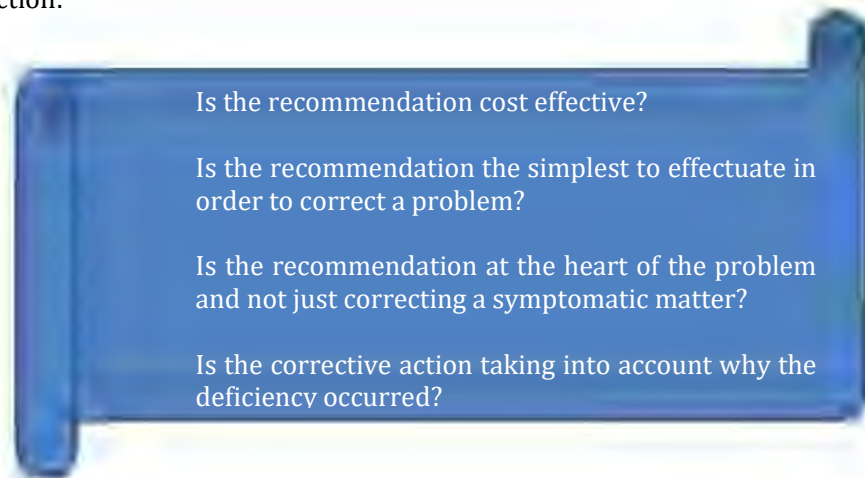 ction.
Is the recommendation cost effective?
Is the recommendation the simplest to effectuate in
order to correct a problem?
Is the recommendation at the heart of the problem
and not just correcting a symptomatic matter?
Is the corrective action taking into account why the
deficiency occurred?